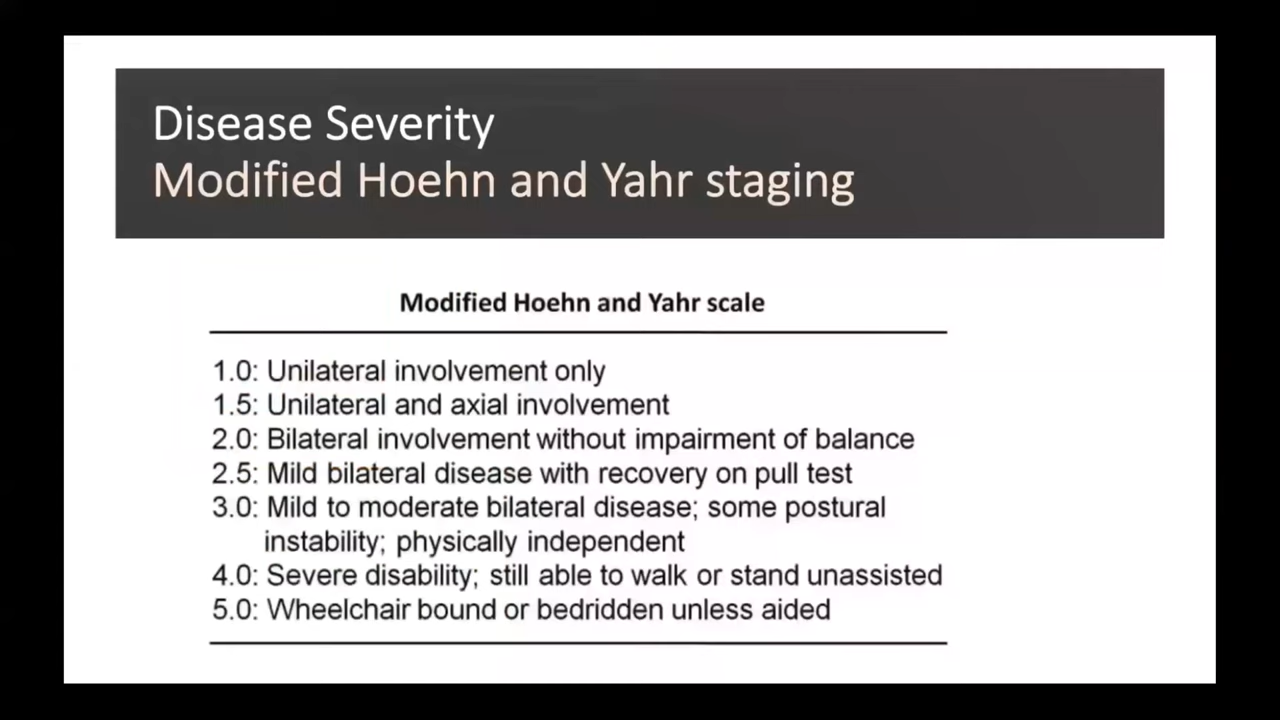 Disease Severity
Modified Hoehn and Yahr staging
Modified Hoehn and Yahr scale
1.0: Unilateral involvement only
1.5: Unilateral and axial involvement
2.0: Bilateral involvement without impairment of balance
2.5: Mild bilateral disease with recovery on pull test
3.0: Mild to moderate bilateral disease; some postural
instability; physically independent
4.0: Severe disability; still able to walk or stand unassisted
5.0: Wheelchair bound or bedridden unless aided